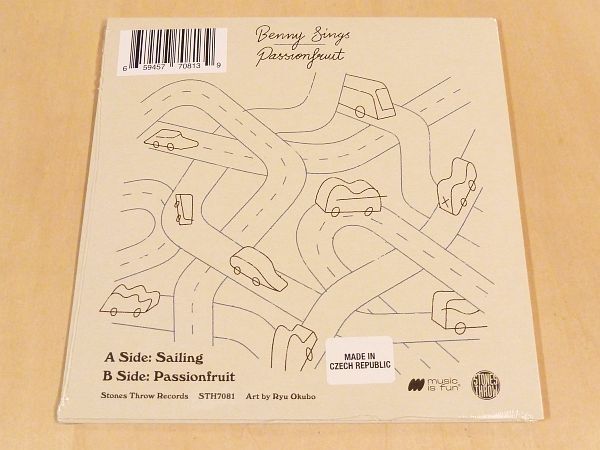 Benny Sings
Passionfruit
6 59457 70813 9
A Side: Sailing
B Side: Passionfruit
MADE IN
CZECH REPUBLIC
music
is fun
STONES
THROW
Stones Throw Records STH7081 Art by Ryu Okubo